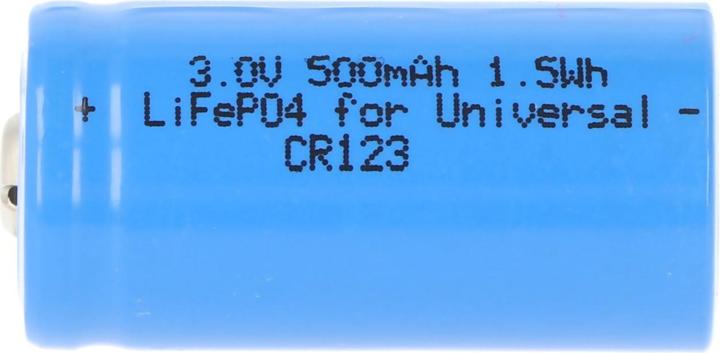 3.0V 500mAh 1.5Wh
+ LiFePO4 for Universal -
CR123